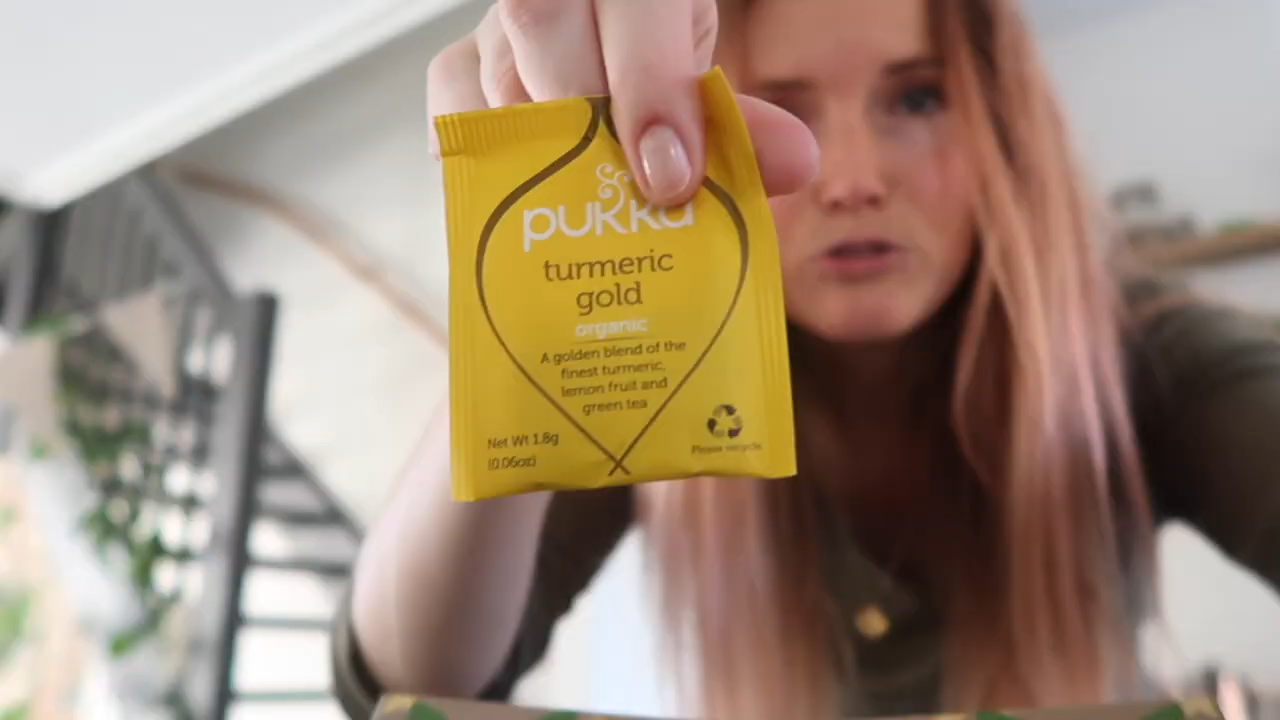 pukka
turmeric
gold
organic
A golden blend of the
finest turmeric,
lemon fruit and
green tea
Net Wt 1.8g
(0.06oz)
Please recycle.